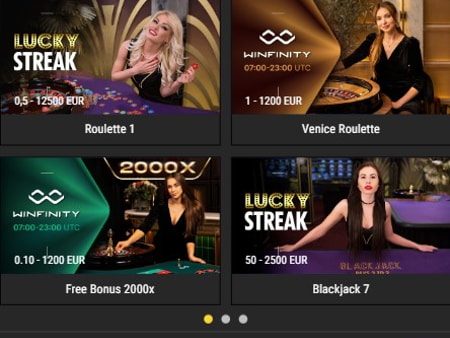 LUCKY
STREAK
0,5 - 12500 EUR
Roulette 1
WINFINITY
07:00-23:00 UTC
1 - 1200 EUR
Venice Roulette
2000X
WINFINITY
07:00-23:00 UTC
0.10 - 1200 EUR
Free Bonus 2000x
LUCKY
STREAK
50 - 2500 EUR
BLACKJACK
Blackjack 7